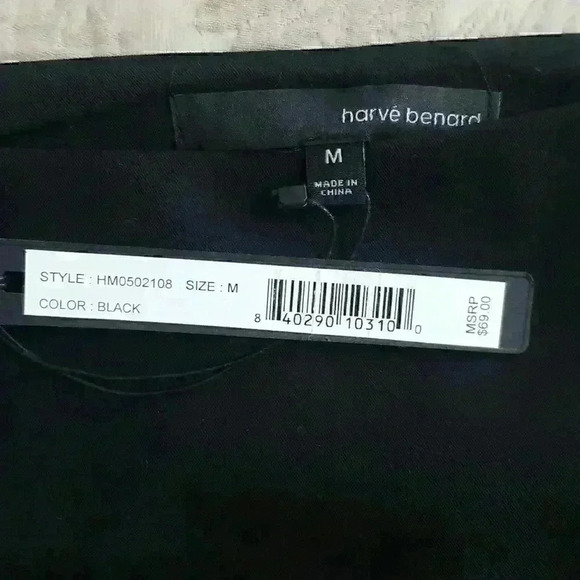 harvé benard
M
MADE IN
CHINA
STYLE : HM0502108 SIZE : M
COLOR : BLACK
8 40290 10310 0
MSRP
$69.00